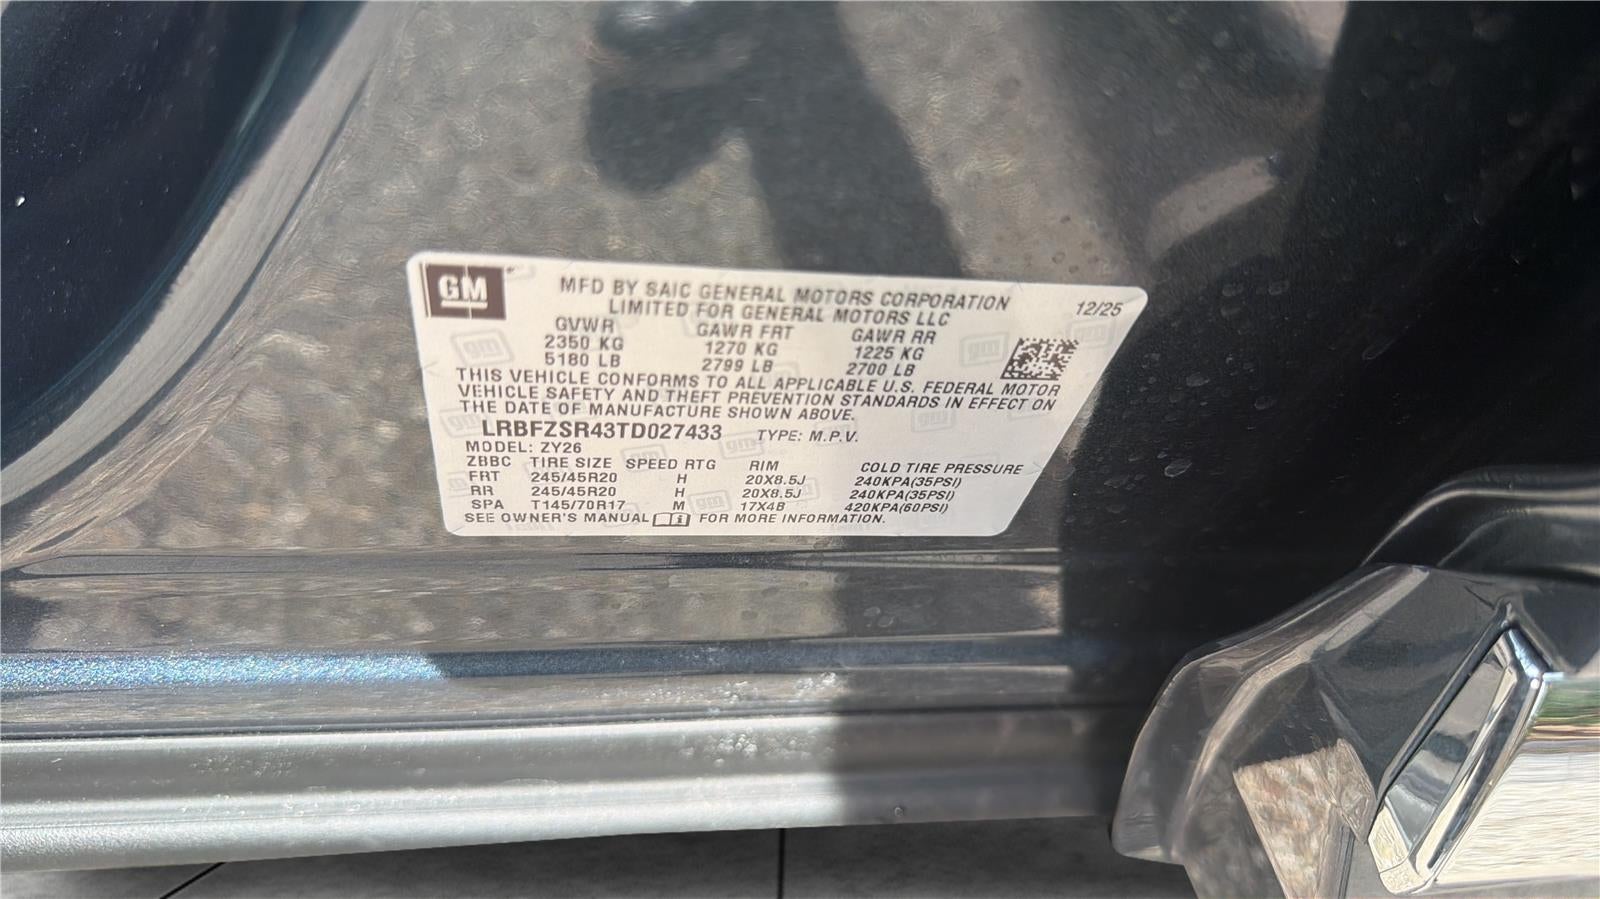 GM
MFD BY SAIC GENERAL MOTORS CORPORATION
LIMITED FOR GENERAL MOTORS LLC
12/25
GVWR GAWR FRT GAWR RR
2350 KG 1270 KG 1225 KG
5180 LB 2799 LB 2700 LB
THIS VEHICLE CONFORMS TO ALL APPLICABLE U.S. FEDERAL MOTOR
VEHICLE SAFETY AND THEFT PREVENTION STANDARDS IN EFFECT ON
THE DATE OF MANUFACTURE SHOWN ABOVE.
LRBFZSR43TD027433 TYPE: M.P.V.
MODEL: ZY26
ZBBC TIRE SIZE SPEED RTG RIM COLD TIRE PRESSURE
FRT 245/45R20 H 20X8.5J 240KPA(35PSI)
RR 245/45R20 H 20X8.5J 240KPA(35PSI)
SPA T145/70R17 M 17X4B 420KPA(60PSI)
SEE OWNER'S MANUAL FOR MORE INFORMATION.